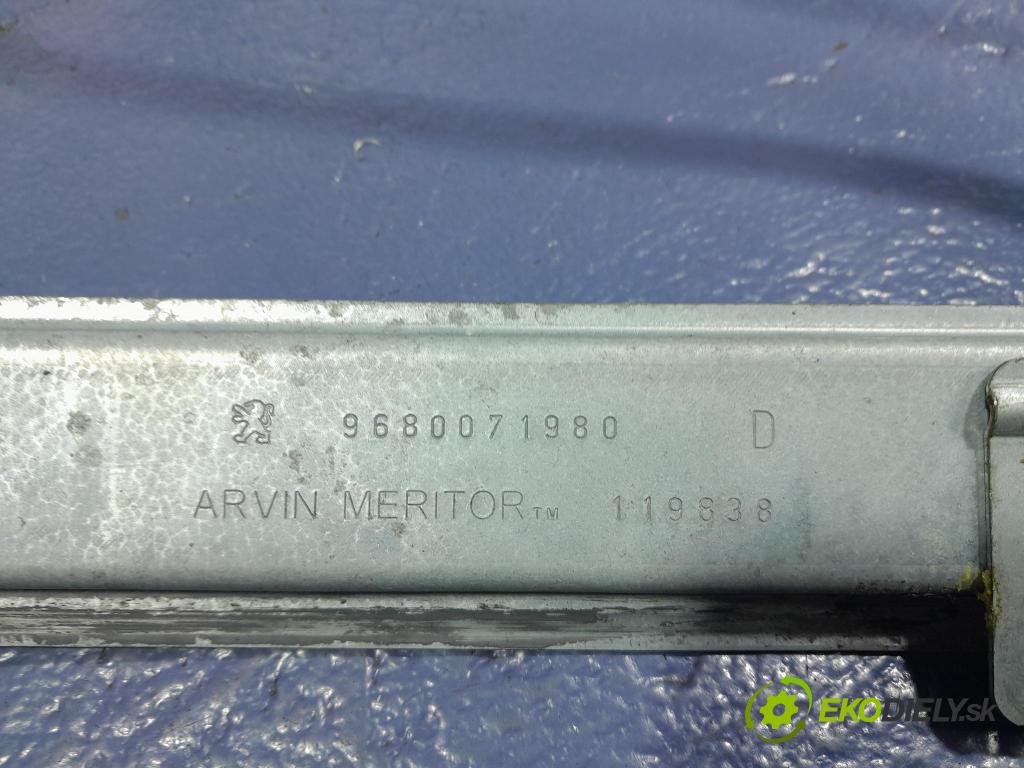 9680071980 D
ARVIN MERITOR™ 119838
EKODIELY.sk